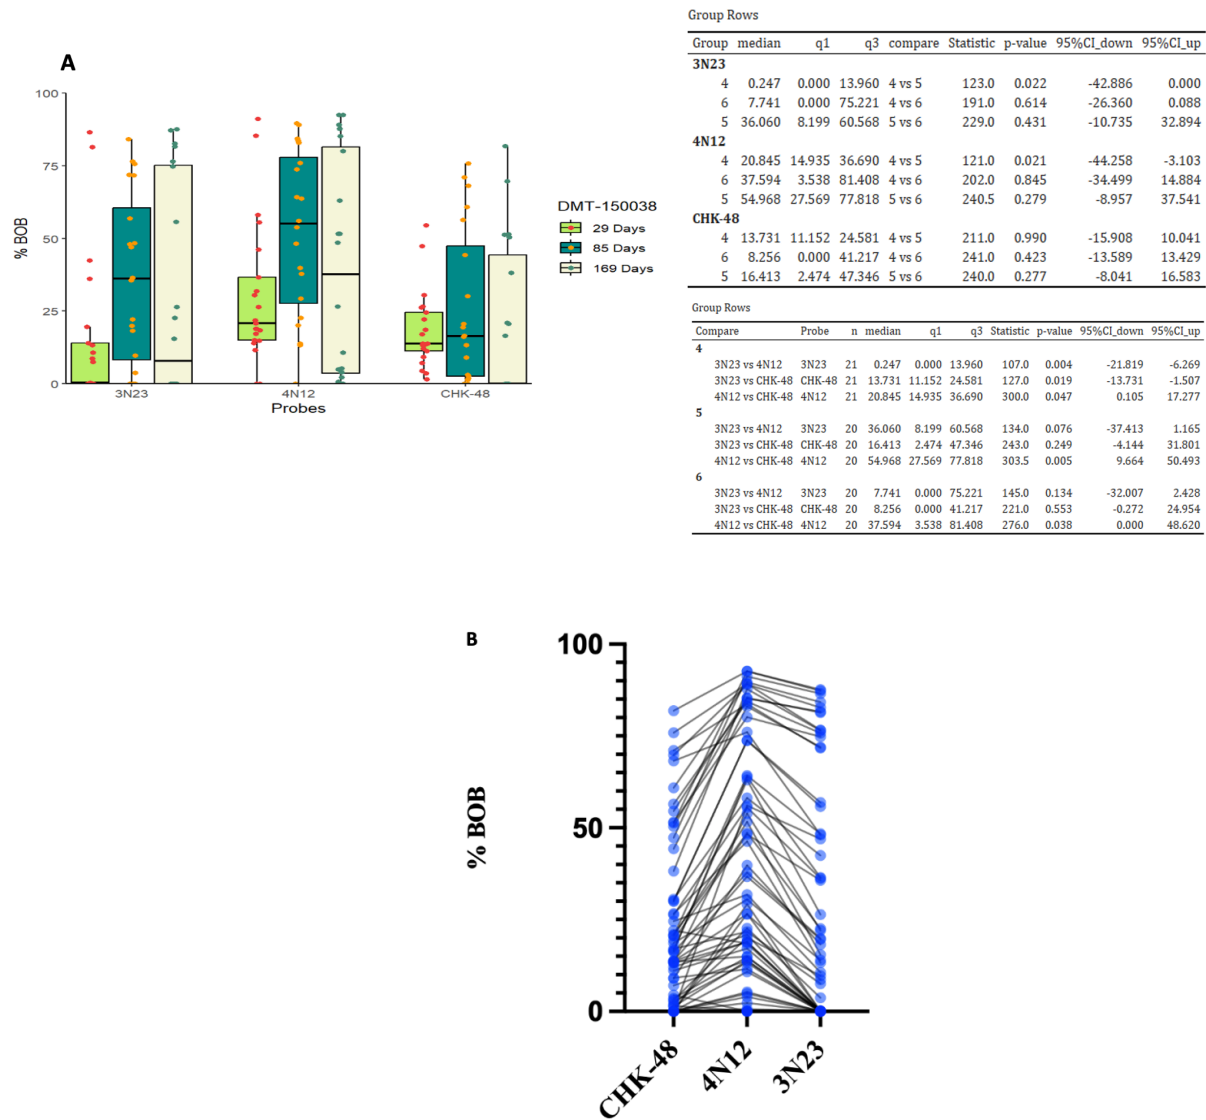 A
100
75
50
25
0
% BOB
3N23 4N12 CHK-48
Probes
DMT-150038
29 Days
85 Days
169 Days
Group Rows
Group median q1 q3 compare Statistic p-value 95%CI_down 95%CI_up
3N23
4 0.247 0.000 13.960 4 vs 5 123.0 0.022 -42.886 0.000
6 7.741 0.000 75.221 4 vs 6 191.0 0.614 -26.360 0.088
5 36.060 8.199 60.568 5 vs 6 229.0 0.431 -10.735 32.894
4N12
4 20.845 14.935 36.690 4 vs 5 121.0 0.021 -44.258 -3.103
6 37.594 3.538 81.408 4 vs 6 202.0 0.845 -34.499 14.884
5 54.968 27.569 77.818 5 vs 6 240.5 0.279 -8.957 37.541
CHK-48
4 13.731 11.152 24.581 4 vs 5 211.0 0.990 -15.908 10.041
6 8.256 0.000 41.217 4 vs 6 241.0 0.423 -13.589 13.429
5 16.413 2.474 47.346 5 vs 6 240.0 0.277 -8.041 16.583
Group Rows
Compare Probe n median q1 q3 Statistic p-value 95%CI_down 95%CI_up
4
3N23 vs 4N12 3N23 21 0.247 0.000 13.960 107.0 0.004 -21.819 -6.269
3N23 vs CHK-48 CHK-48 21 13.731 11.152 24.581 127.0 0.019 -13.731 -1.507
4N12 vs CHK-48 4N12 21 20.845 14.935 36.690 300.0 0.047 0.105 17.277
5
3N23 vs 4N12 3N23 20 36.060 8.199 60.568 134.0 0.076 -37.413 1.165
3N23 vs CHK-48 CHK-48 20 16.413 2.474 47.346 243.0 0.249 -4.144 31.801
4N12 vs CHK-48 4N12 20 54.968 27.569 77.818 303.5 0.005 9.664 50.493
6
3N23 vs 4N12 3N23 20 7.741 0.000 75.221 145.0 0.134 -32.007 2.428
3N23 vs CHK-48 CHK-48 20 8.256 0.000 41.217 221.0 0.553 -0.272 24.954
4N12 vs CHK-48 4N12 20 37.594 3.538 81.408 276.0 0.038 0.000 48.620
B
100
50
0
% BOB
CHK-48 4N12 3N23